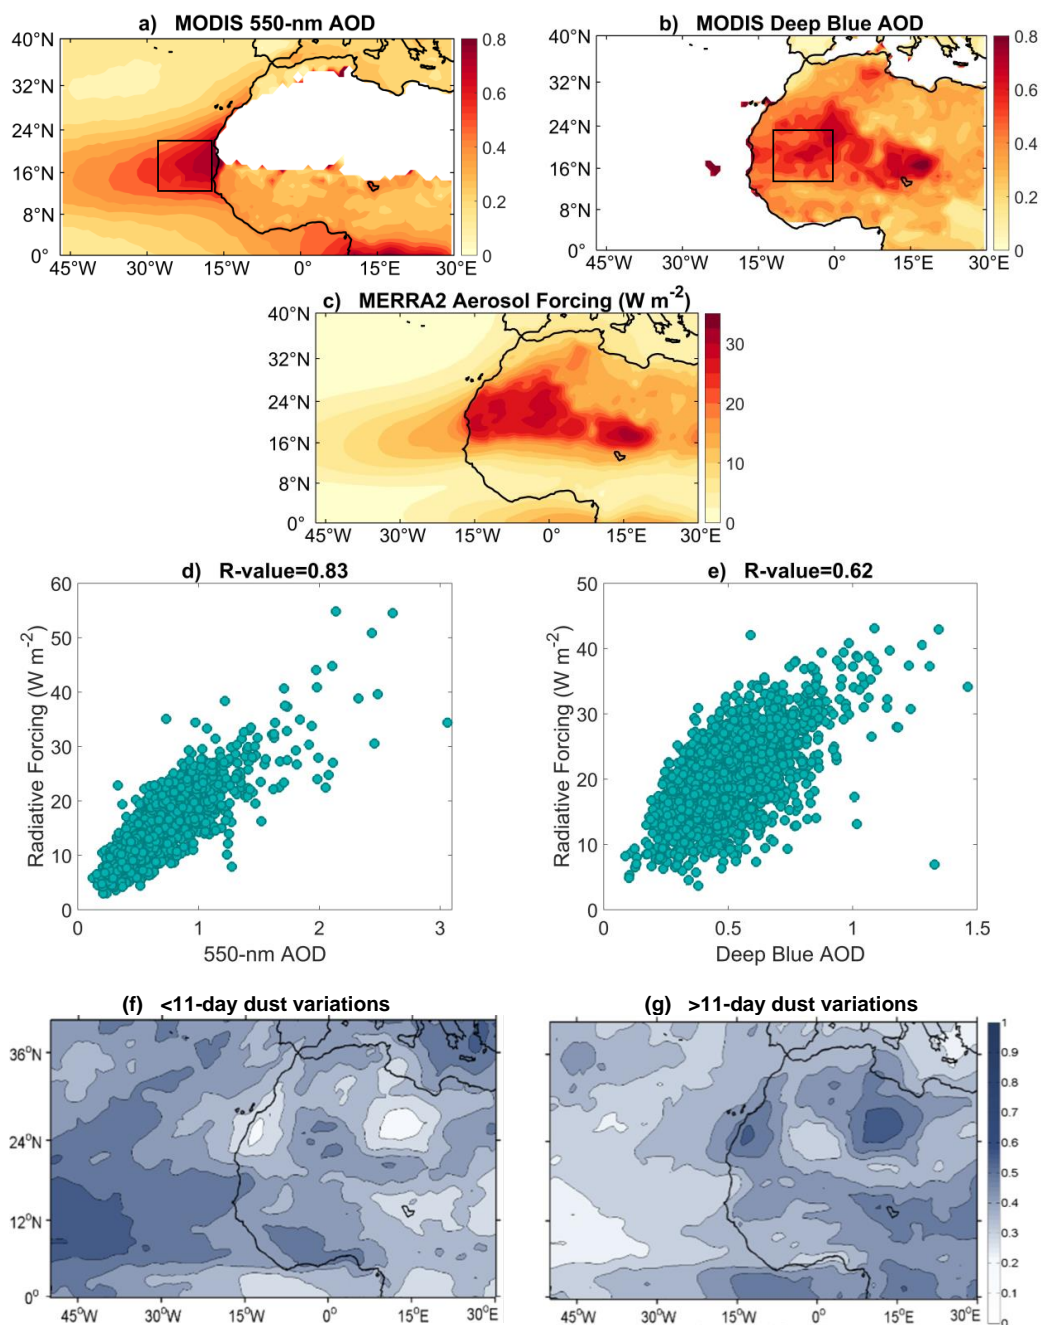 a) MODIS 550-nm AOD
40°N
32°N
24°N
16°N
8°N
0°
45°W 30°W 15°W 0° 15°E 30°E
0.8
0.6
0.4
0.2
0
b) MODIS Deep Blue AOD
40°N
32°N
24°N
16°N
8°N
0°
45°W 30°W 15°W 0° 15°E 30°E
0.8
0.6
0.4
0.2
0
c) MERRA2 Aerosol Forcing (W m⁻²)
40°N
32°N
24°N
16°N
8°N
0°
45°W 30°W 15°W 0° 15°E 30°E
30
20
10
0
d) R-value=0.83
Radiative Forcing (W m⁻²)
60
50
40
30
20
10
0
0 1 2 3
550-nm AOD
e) R-value=0.62
Radiative Forcing (W m⁻²)
50
40
30
20
10
0
0 0.5 1 1.5
Deep Blue AOD
(f) <11-day dust variations
36°N
24°N
12°N
0°
45°W 30°W 15°W 0° 15°E 30°E
(g) >11-day dust variations
45°W 30°W 15°W 0° 15°E 30°E
1
0.9
0.8
0.7
0.6
0.5
0.4
0.3
0.2
0.1
0